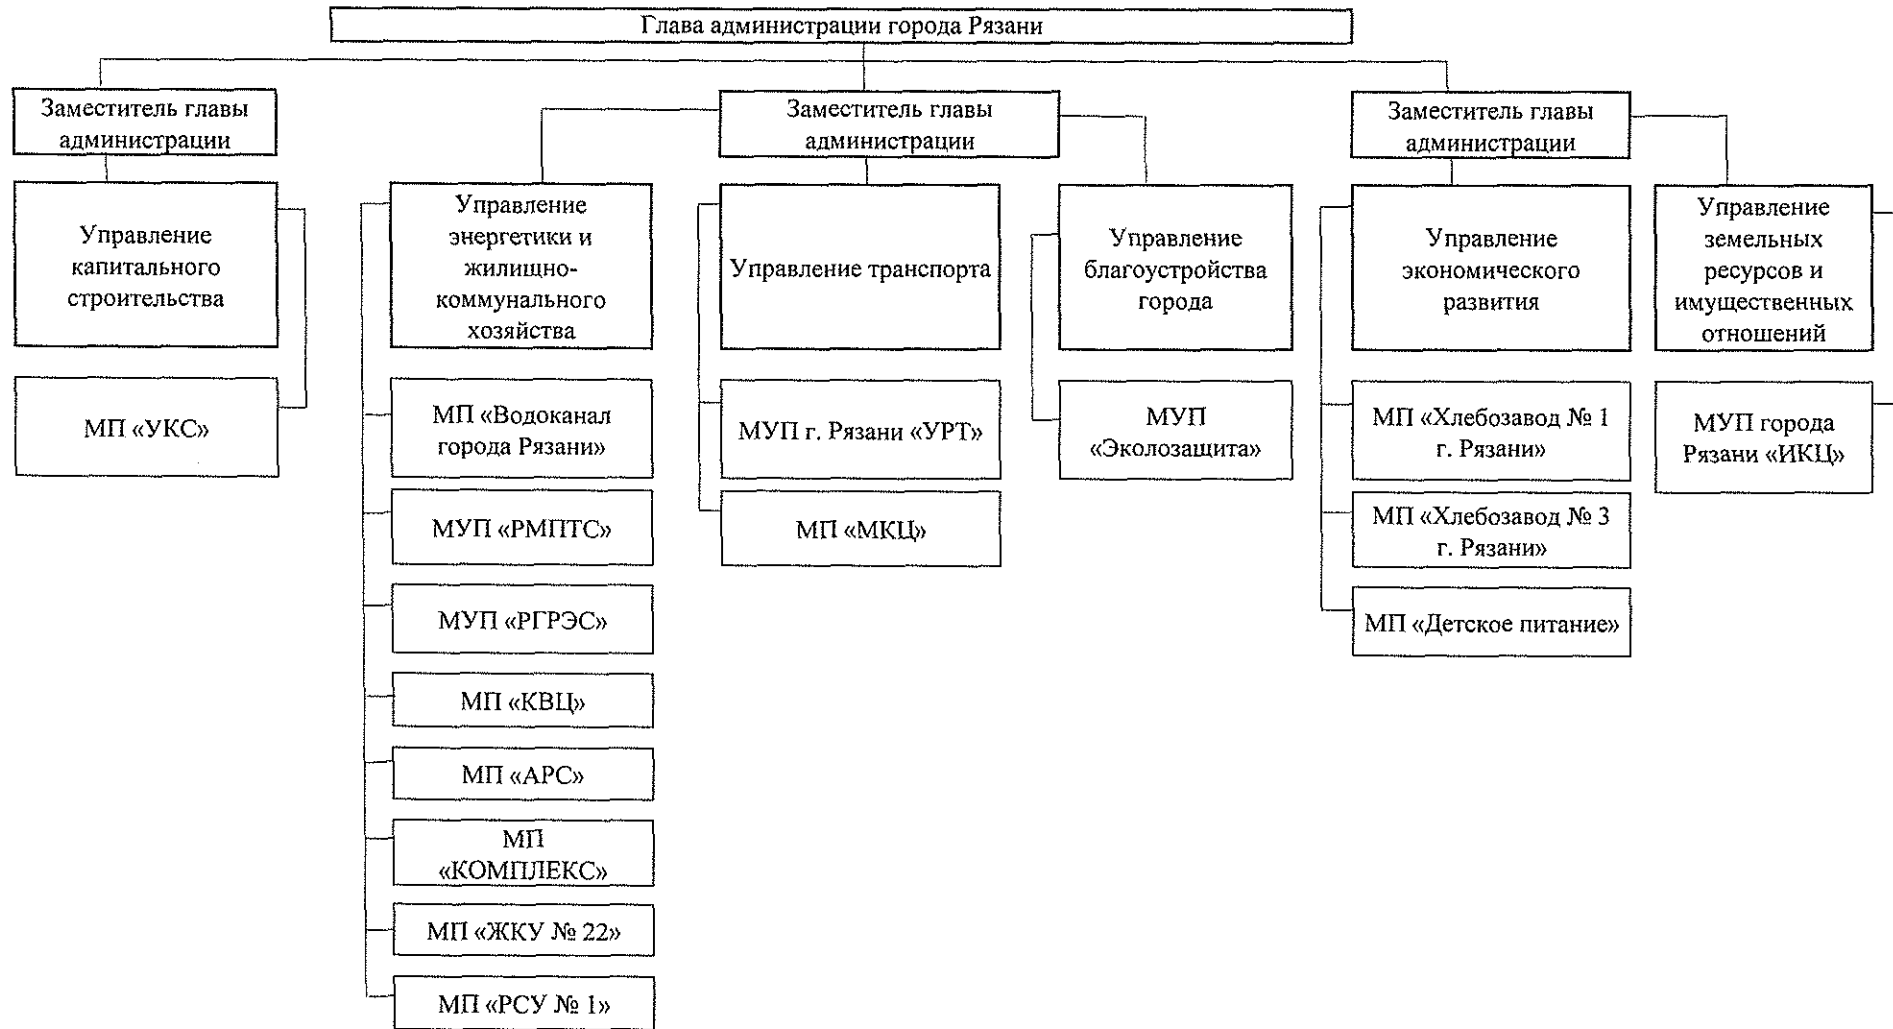 Глава администрации города Рязани
Заместитель главы
администрации
Заместитель главы
администрации
Заместитель главы
администрации
Управление
капитального
строительства
Управление
энергетики и
жилищно-
коммунального
хозяйства
Управление транспорта
Управление
благоустройства
города
Управление
экономического
развития
Управление
земельных
ресурсов и
имущественных
отношений
МП «УКС»
МП «Водоканал
города Рязани»
МУП «РМПТС»
МУП «РГРЭС»
МП «КВЦ»
МП «АРС»
МП
«КОМПЛЕКС»
МП «ЖКУ № 22»
МП «РСУ № 1»
МУП г. Рязани «УРТ»
МП «МКЦ»
МУП
«Эколозащита»
МП «Хлебозавод № 1
г. Рязани»
МП «Хлебозавод № 3
г. Рязани»
МП «Детское питание»
МУП города
Рязани «ИКЦ»